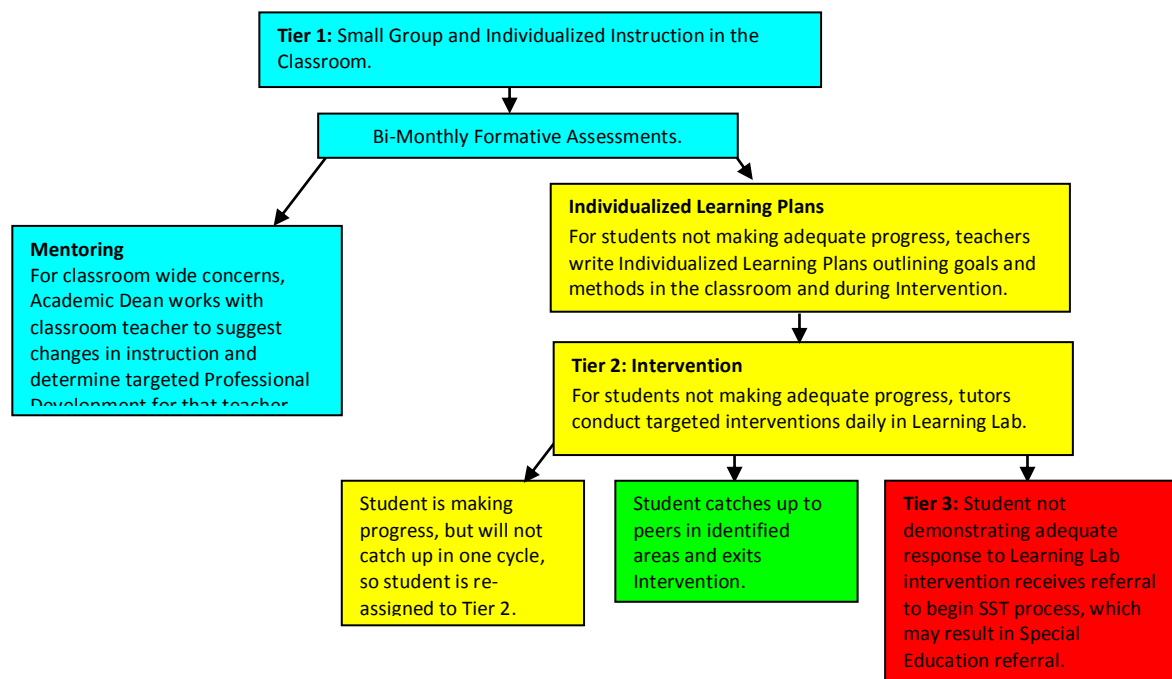 Tier 1: Small Group and Individualized Instruction in the
Classroom.
Bi-Monthly Formative Assessments.
Mentoring
For classroom wide concerns,
Academic Dean works with
classroom teacher to suggest
changes in instruction and
determine targeted Professional
Development for that teacher
Individualized Learning Plans
For students not making adequate progress, teachers
write Individualized Learning Plans outlining goals and
methods in the classroom and during Intervention.
Tier 2: Intervention
For students not making adequate progress, tutors
conduct targeted interventions daily in Learning Lab.
Student is making
progress, but will not
catch up in one cycle,
so student is re-
assigned to Tier 2.
Student catches up to
peers in identified
areas and exits
Intervention.
Tier 3: Student not
demonstrating adequate
response to Learning Lab
intervention receives referral
to begin SST process, which
may result in Special
Education referral.